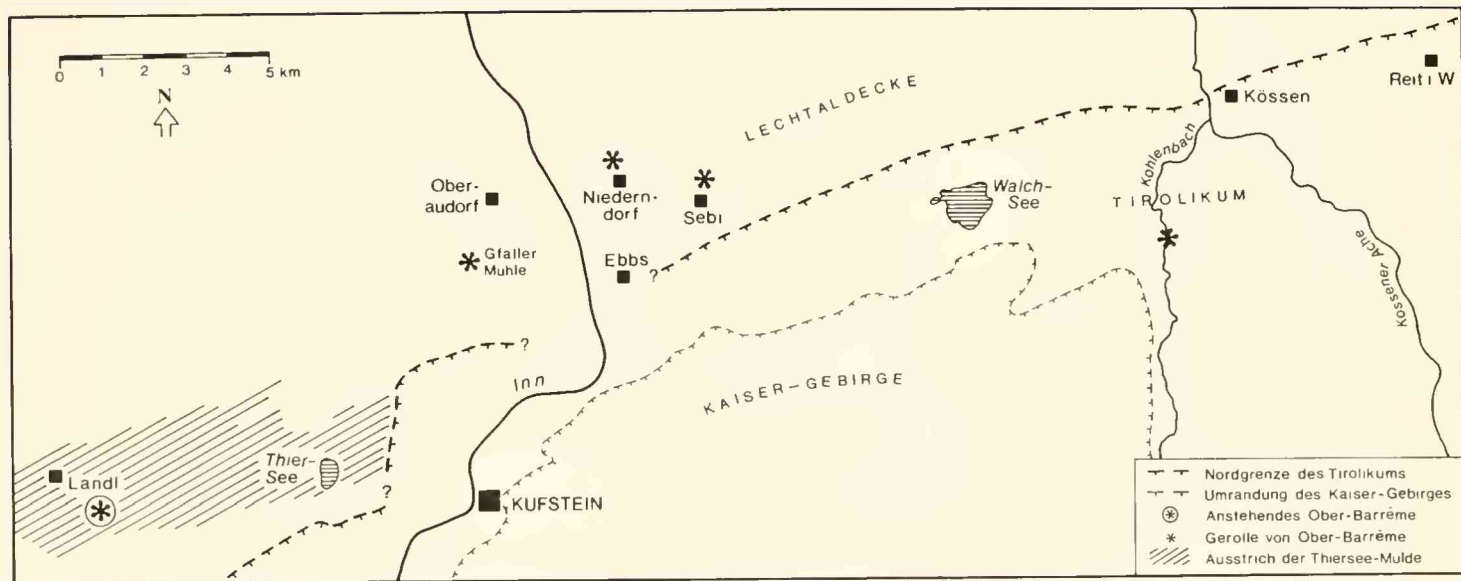 0 1 2 3 4 5 km
N
LECHTALDECKE
Reit i W
Kössen
Kohlenbach
Ober-
audorf
Niedern-
dorf
Sebi
Walch-
See
TIROLIKUM
Gfaller
Muhle
Ebbs
?
Kossener Ache
?
Inn
KAISER-GEBIRGE
Thier-
See
Landl
?
KUFSTEIN
Nordgrenze des Tirolikums
Umrandung des Kaiser-Gebirges
Anstehendes Ober-Barrême
Gerolle von Ober-Barrême
Ausstrich der Thiersee-Mulde